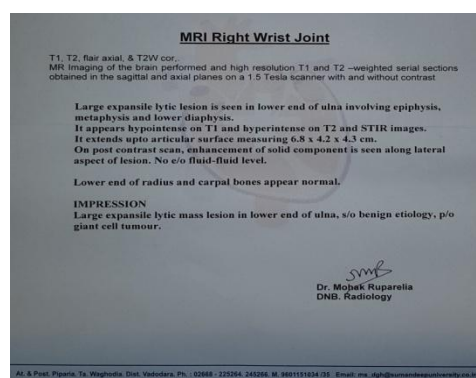 MRI Right Wrist Joint
T1, T2, flair axial, & T2W cor,.
MR Imaging of the brain performed and high resolution T1 and T2 –weighted serial sections
obtained in the sagittal and axial planes on a 1.5 Tesla scanner with and without contrast
Large expansile lytic lesion is seen in lower end of ulna involving epiphysis,
metaphysis and lower diaphysis.
It appears hypointense on T1 and hyperintense on T2 and STIR images.
It extends upto articular surface measuring 6.8 x 4.2 x 4.3 cm.
On post contrast scan, enhancement of solid component is seen along lateral
aspect of lesion. No e/o fluid-fluid level.
Lower end of radius and carpal bones appear normal.
IMPRESSION
Large expansile lytic mass lesion in lower end of ulna, s/o benign etiology, p/o
giant cell tumour.
Dr. Mohak Ruparelia
DNB. Radiology
At. & Post. Piparia, Ta. Waghodia. Dist. Vadodara. Ph. : 02668 - 225264, 245266, M. 9601151034 /35 Email: ms_dgh@sumandeepuniversity.com